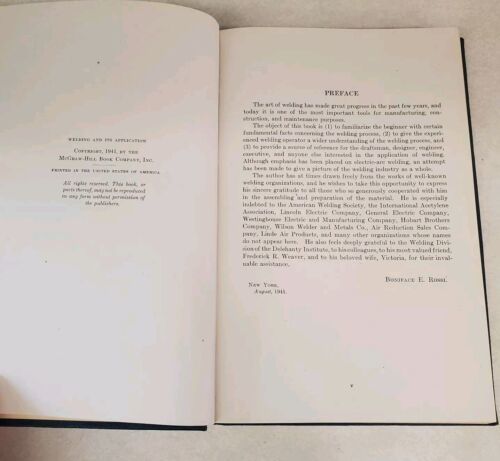 WELDING AND ITS APPLICATION
COPYRIGHT, 1941, BY THE
MCGRAW-HILL BOOK COMPANY, INC.
PRINTED IN THE UNITED STATES OF AMERICA
All rights reserved. This book, or
parts thereof, may not be reproduced
in any form without permission of
the publishers.
PREFACE
The art of welding has made great progress in the past few years, and
today it is one of the most important tools for manufacturing, con-
struction, and maintenance purposes.
The object of this book is (1) to familiarize the beginner with certain
fundamental facts concerning the welding process, (2) to give the experi-
enced welding operator a wider understanding of the welding process, and
(3) to provide a source of reference for the draftsman, designer, engineer,
executive, and anyone else interested in the application of welding.
Although emphasis has been placed on electric-arc welding, an attempt
has been made to give a picture of the welding industry as a whole.
The author has at times drawn freely from the works of well-known
welding organizations, and he wishes to take this opportunity to express
his sincere gratitude to all those who so generously cooperated with him
in the assembling and preparation of the material. He is especially
indebted to the American Welding Society, the International Acetylene
Association, Lincoln Electric Company, General Electric Company,
Westinghouse Electric and Manufacturing Company, Hobart Brothers
Company, Wilson Welder and Metals Co., Air Reduction Sales Com-
pany, Linde Air Products, and many other organizations whose names
do not appear here. He also feels deeply grateful to the Welding Divi-
sion of the Delehanty Institute, to his colleagues, to his most valued friend,
Frederick R. Weaver, and to his beloved wife, Victoria, for their inval-
uable assistance.
BONIFACE E. ROSSI.
NEW YORK,
August, 1941.
v